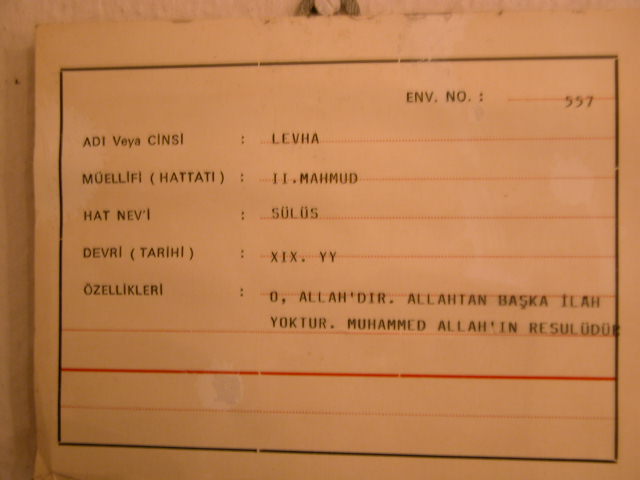 ENV. NO. : 557
ADI Veya CİNSİ : LEVHA
MÜELLİFİ ( HATTATI ) : II.MAHMUD
HAT NEV'İ : SÜLÜS
DEVRİ ( TARİHİ ) : XIX. YY
ÖZELLİKLERİ : O, ALLAH'DIR. ALLAHTAN BAŞKA İLAH
YOKTUR. MUHAMMED ALLAH'IN RESULÜDÜR